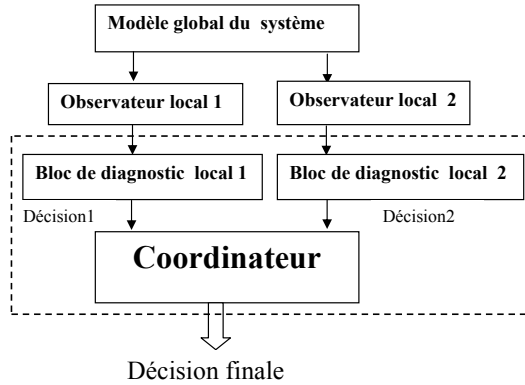 Modèle global du système
Observateur local 1
Observateur local 2
Bloc de diagnostic local 1
Bloc de diagnostic local 2
Décision1
Décision2
Coordinateur
Décision finale